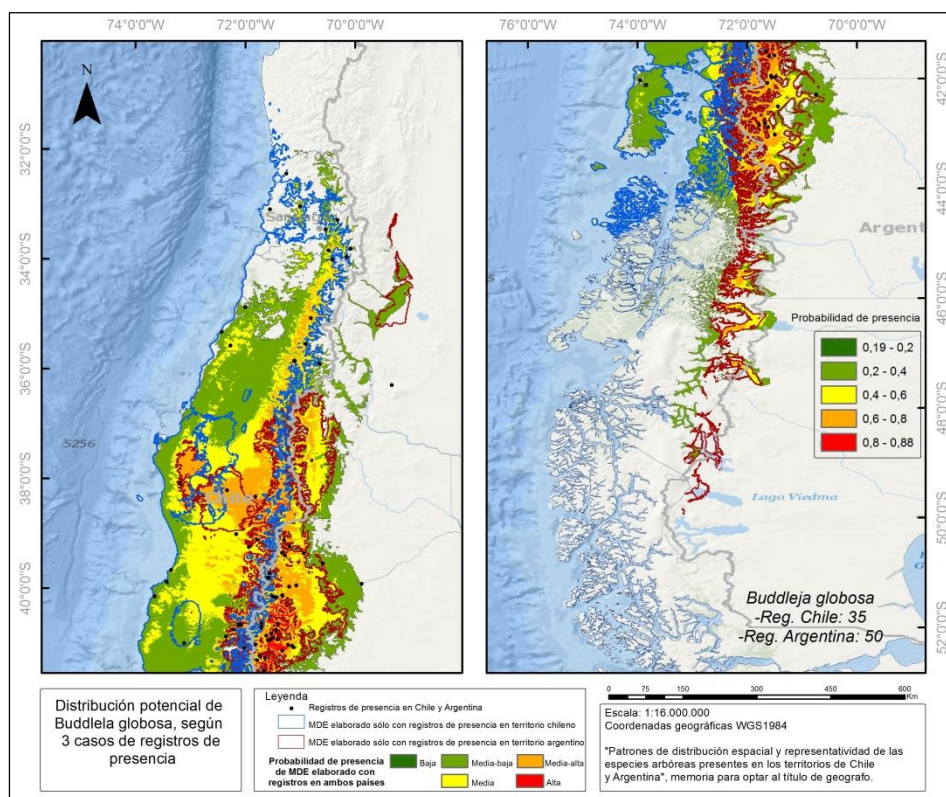 74°0'0"W
72°0'0"W
70°0'0"W
76°0'0"W
74°0'0"W
72°0'0"W
70°0'0"W
N
32°0'0"S
34°0'0"S
36°0'0"S
38°0'0"S
40°0'0"S
5256
42°0'0"S
44°0'0"S
46°0'0"S
48°0'0"S
50°0'0"S
52°0'0"S
Argent
Probabilidad de presencia
0,19 - 0,2
0,2 - 0,4
0,4 - 0,6
0,6 - 0,8
0,8 - 0,88
Lago Viedma
Buddleja globosa
-Reg. Chile: 35
-Reg. Argentina: 50
Distribución potencial de
Buddlela globosa, según
3 casos de registros de
presencia
Leyenda
Registros de presencia en Chile y Argentina
MDE elaborado sólo con registros de presencia en territorio chileno
MDE elaborado sólo con registros de presencia en territorio argentino
Probabilidad de presencia
de MDE elaborado con
registros en ambos países
Baja Media-baja Media-alta
Media Alta
0 75 150 300 450 600
Km
Escala: 1:16.000.000
Coordenadas geográficas WGS1984
"Patrones de distribución espacial y representatividad de las
especies arbóreas presentes en los territorios de Chile
y Argentina", memoria para optar al título de geografo.